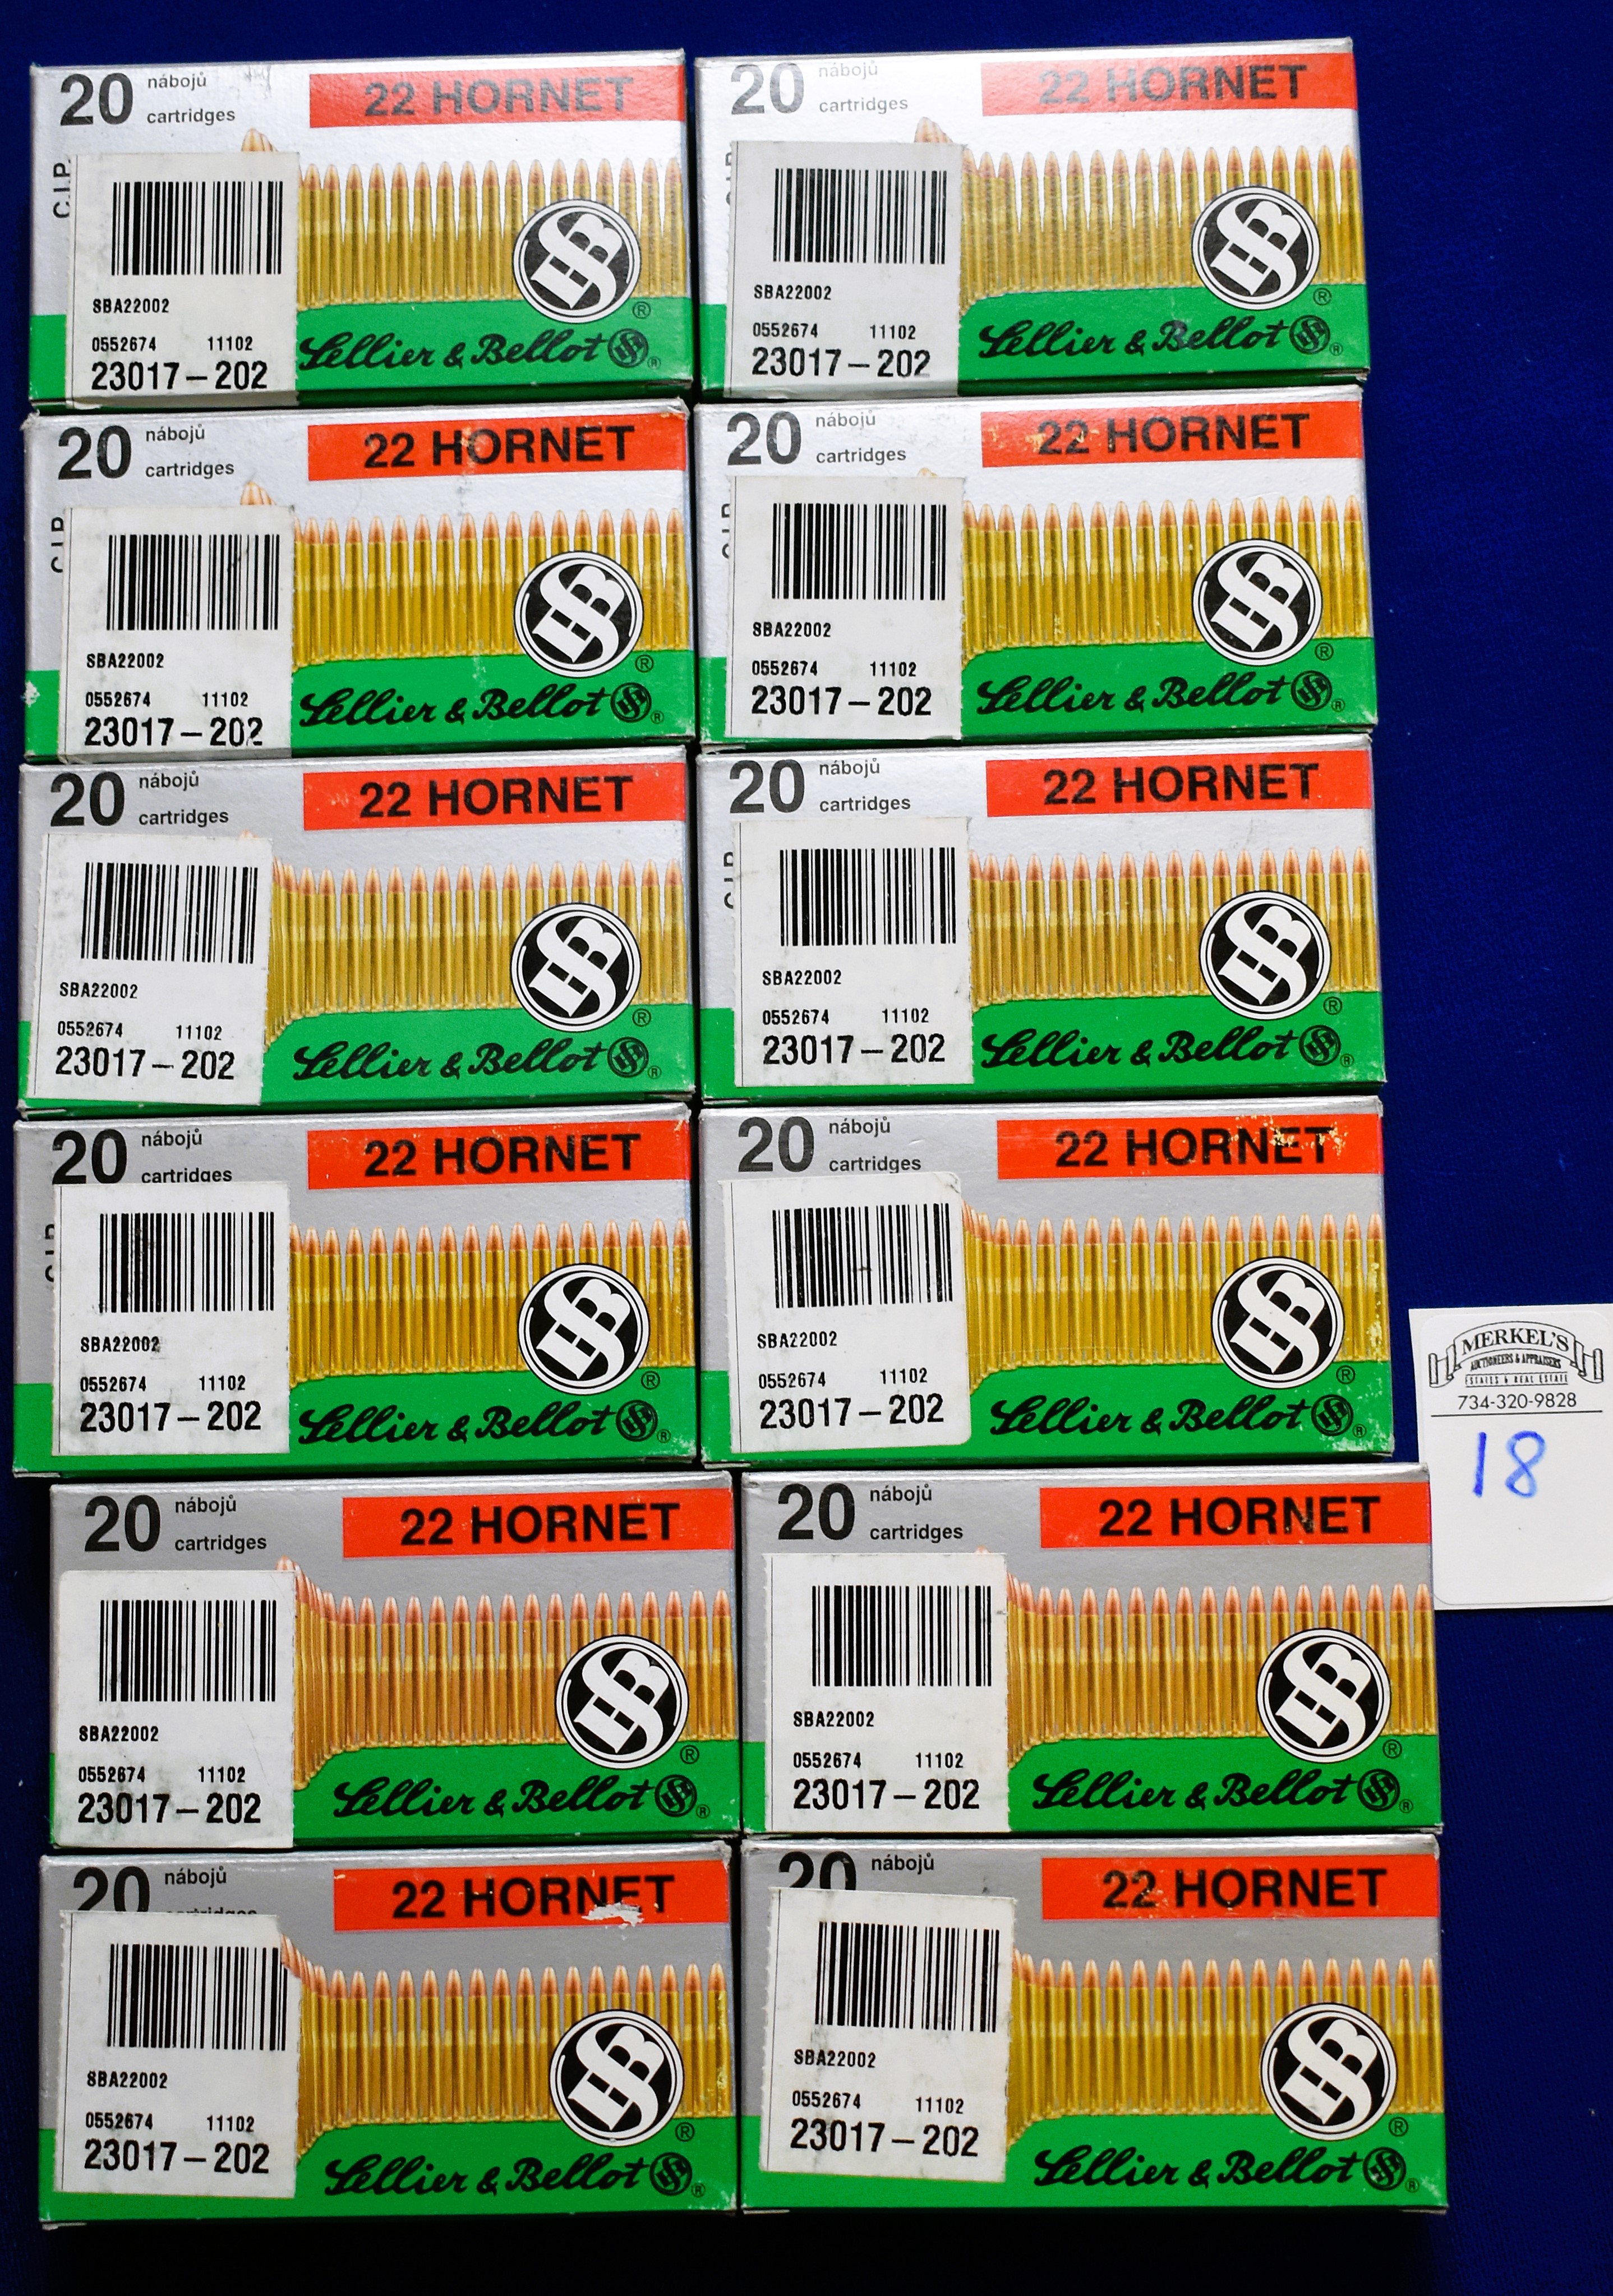 20 nábojů
cartridges
22 HORNET
C.I.P.
SBA22002
0552674 11102
23017-202
Sellier & Bellot
20 nábojů
cartridges
22 HORNET
SBA22002
0552674 11102
23017-202
Sellier & Bellot
20 nábojů
cartridges
22 HORNET
C.I.P.
SBA22002
0552674 11102
23017-202
Sellier & Bellot
20 nábojů
cartridges
22 HORNET
SBA22002
0552674 11102
23017-202
Sellier & Bellot
20 nábojů
cartridges
22 HORNET
SBA22002
0552674 11102
23017-202
Sellier & Bellot
20 nábojů
cartridges
22 HORNET
SBA22002
0552674 11102
23017-202
Sellier & Bellot
20 nábojů
cartridges
22 HORNET
SBA22002
0552674 11102
23017-202
Sellier & Bellot
20 nábojů
cartridges
22 HORNET
SBA22002
0552674 11102
23017-202
Sellier & Bellot
MERKEL'S
AUCTIONEERS & APPRAISERS
ESTATES & REAL ESTATE
734-320-9828
18
20 nábojů
cartridges
22 HORNET
SBA22002
0552674 11102
23017-202
Sellier & Bellot
20 nábojů
cartridges
22 HORNET
SBA22002
0552674 11102
23017-202
Sellier & Bellot
20 nábojů
cartridges
22 HORNET
SBA22002
0552674 11102
23017-202
Sellier & Bellot
20 nábojů
22 HORNET
SBA22002
0552674 11102
23017-202
Sellier & Bellot